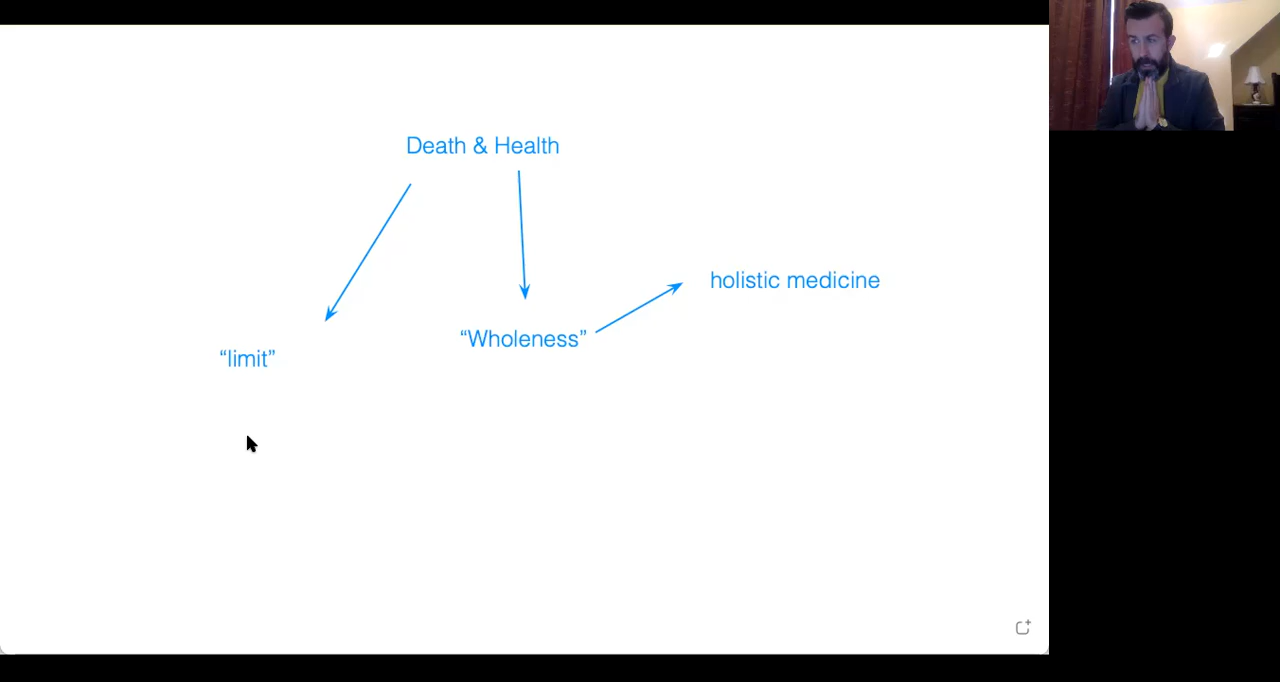 Death & Health
holistic medicine
“Wholeness”
“limit”